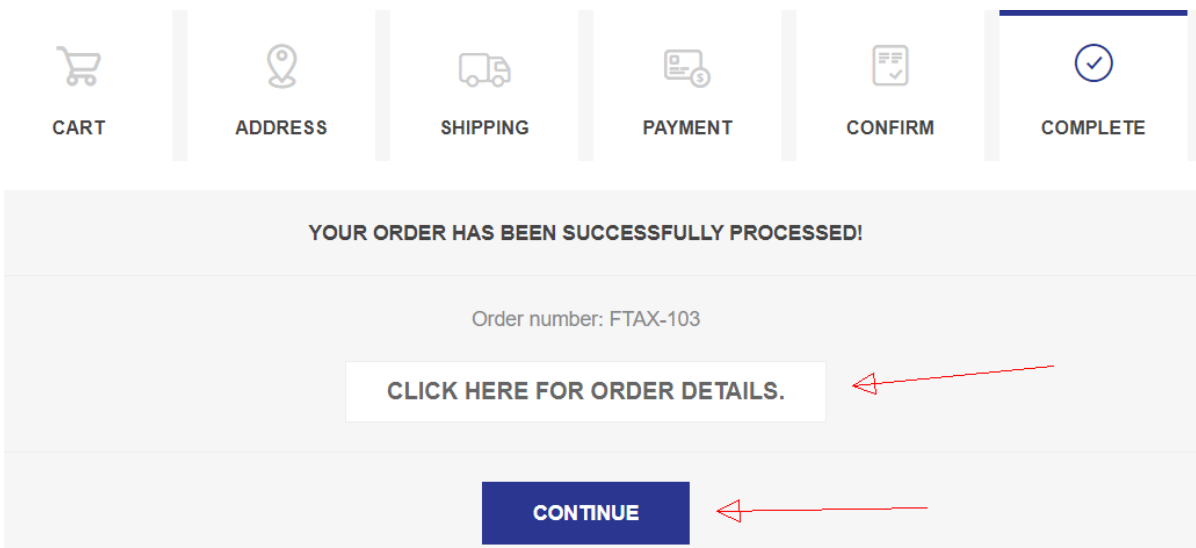 CART ADDRESS SHIPPING PAYMENT CONFIRM COMPLETE
YOUR ORDER HAS BEEN SUCCESSFULLY PROCESSED!
Order number: FTAX-103
CLICK HERE FOR ORDER DETAILS.
CONTINUE